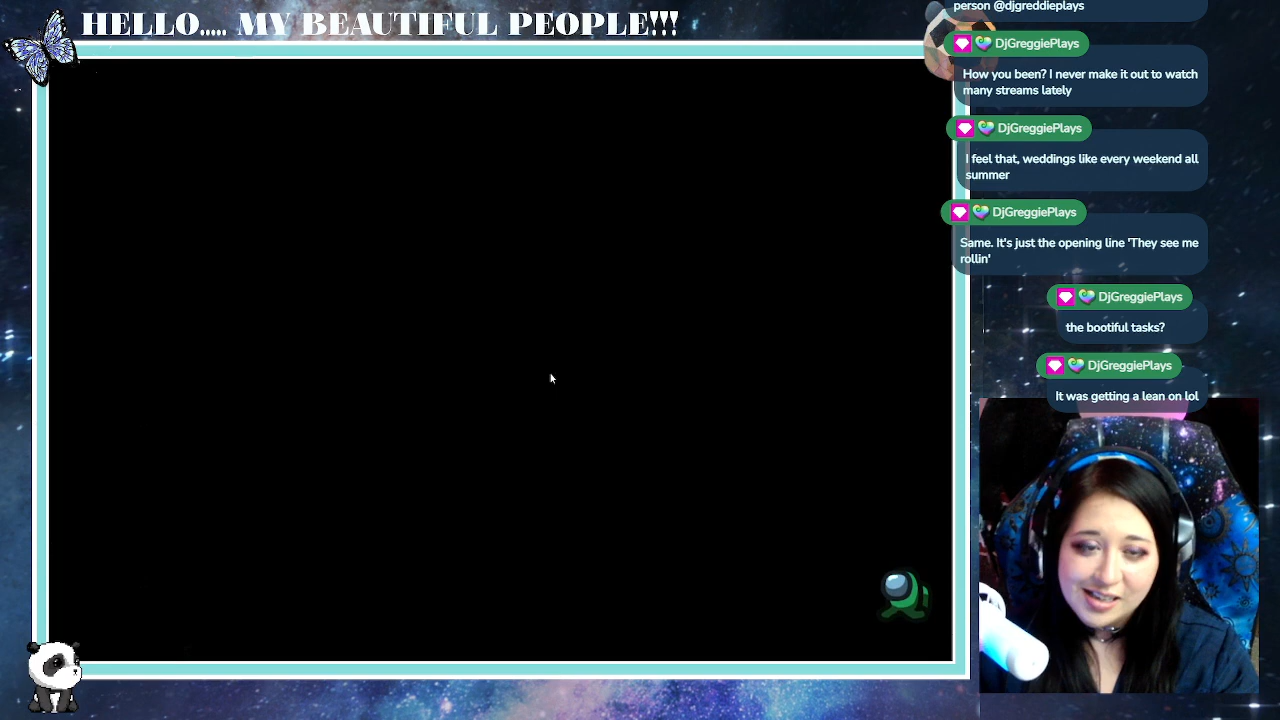 HELLO..... MY BEAUTIFUL PEOPLE!!!
person @djgreddieplays
DjGreggiePlays
How you been? I never make it out to watch
many streams lately
DjGreggiePlays
I feel that, weddings like every weekend all
summer
DjGreggiePlays
Same. It's just the opening line 'They see me
rollin'
DjGreggiePlays
the bootiful tasks?
DjGreggiePlays
It was getting a lean on lol